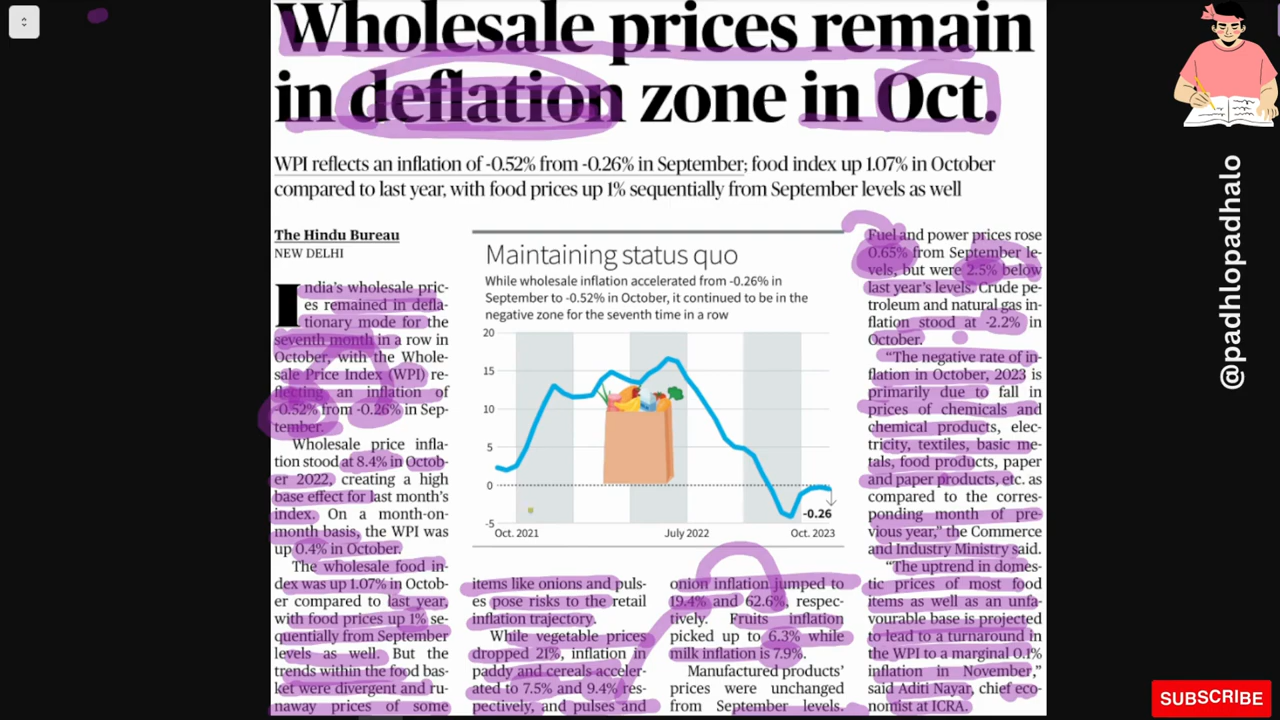 Wholesale prices remain
in deflation zone in Oct.
WPI reflects an inflation of -0.52% from -0.26% in September; food index up 1.07% in October
compared to last year, with food prices up 1% sequentially from September levels as well
The Hindu Bureau
NEW DELHI
India's wholesale pric-
es remained in defla-
tionary mode for the
seventh month in a row in
October, with the Whole-
sale Price Index (WPI) re-
flecting an inflation of
-0.52% from -0.26% in Sep-
tember.
Wholesale price infla-
tion stood at 8.4% in Octob-
er 2022, creating a high
base effect for last month's
index. On a month-on-
month basis, the WPI was
up 0.4% in October.
The wholesale food in-
dex was up 1.07% in Octob-
er compared to last year,
with food prices up 1% se-
quentially from September
levels as well. But the
trends within the food bas-
ket were divergent and ru-
naway prices of some
Maintaining status quo
While wholesale inflation accelerated from -0.26% in
September to -0.52% in October, it continued to be in the
negative zone for the seventh time in a row
20
15
10
5
0
-5
-0.26
Oct. 2021
July 2022
Oct. 2023
items like onions and puls-
es pose risks to the retail
inflation trajectory.
While vegetable prices
dropped 21%, inflation in
paddy and cereals acceler-
ated to 7.5% and 9.4% res-
pectively, and pulses and
onion inflation jumped to
19.4% and 62.6%, respec-
tively. Fruits inflation
picked up to 6.3% while
milk inflation is 7.9%.
Manufactured products'
prices were unchanged
from September levels.
Fuel and power prices rose
0.65% from September le-
vels, but were 2.5% below
last year's levels. Crude pe-
troleum and natural gas in-
flation stood at -2.2% in
October.
"The negative rate of in-
flation in October, 2023 is
primarily due to fall in
prices of chemicals and
chemical products, elec-
tricity, textiles, basic me-
tals, food products, paper
and paper products, etc. as
compared to the corres-
ponding month of pre-
vious year," the Commerce
and Industry Ministry said.
"The uptrend in domes-
tic prices of most food
items as well as an unfa-
vourable base is projected
to lead to a turnaround in
the WPI to a marginal 0.1%
inflation in November,"
said Aditi Nayar, chief eco-
nomist at ICRA.
@padhlopadhalo
SUBSCRIBE